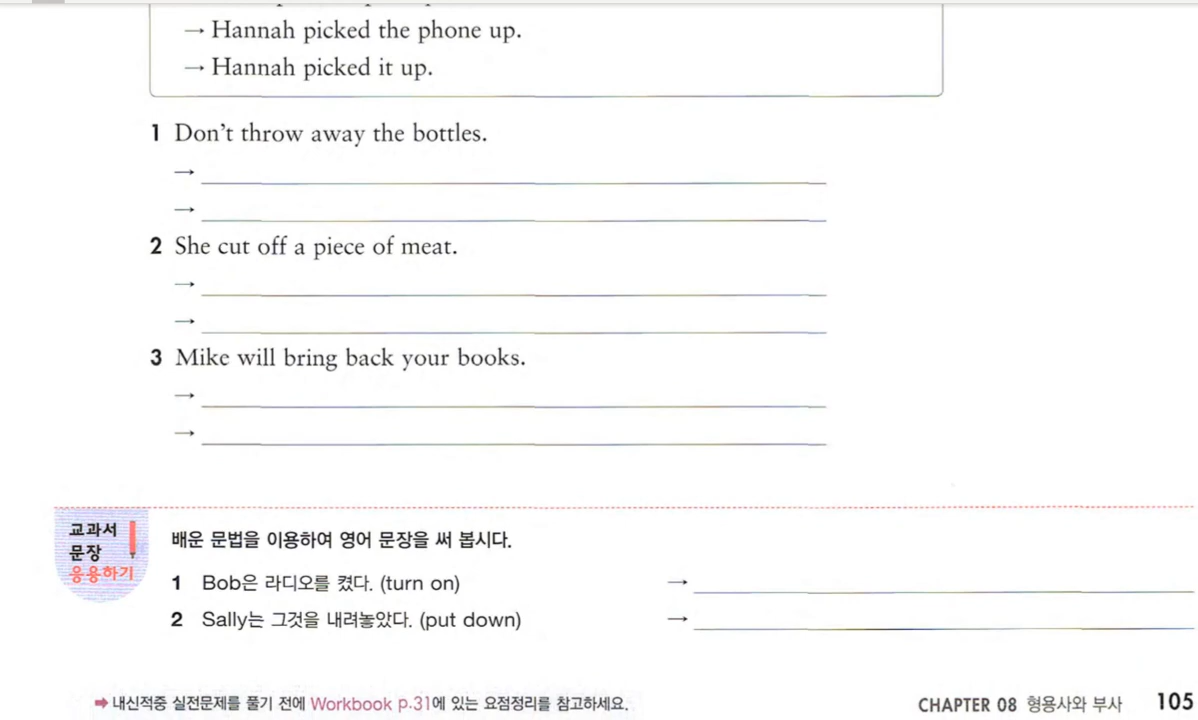 → Hannah picked the phone up.
→ Hannah picked it up.
1 Don't throw away the bottles.
→
→
2 She cut off a piece of meat.
→
→
3 Mike will bring back your books.
→
→
교과서
문장
응용하기
배운 문법을 이용하여 영어 문장을 써 봅시다.
1 Bob은 라디오를 켰다. (turn on) →
2 Sally는 그것을 내려놓았다. (put down) →
➡ 내신적중 실전문제를 풀기 전에 Workbook p.31에 있는 요점정리를 참고하세요.
CHAPTER 08 형용사와 부사 105